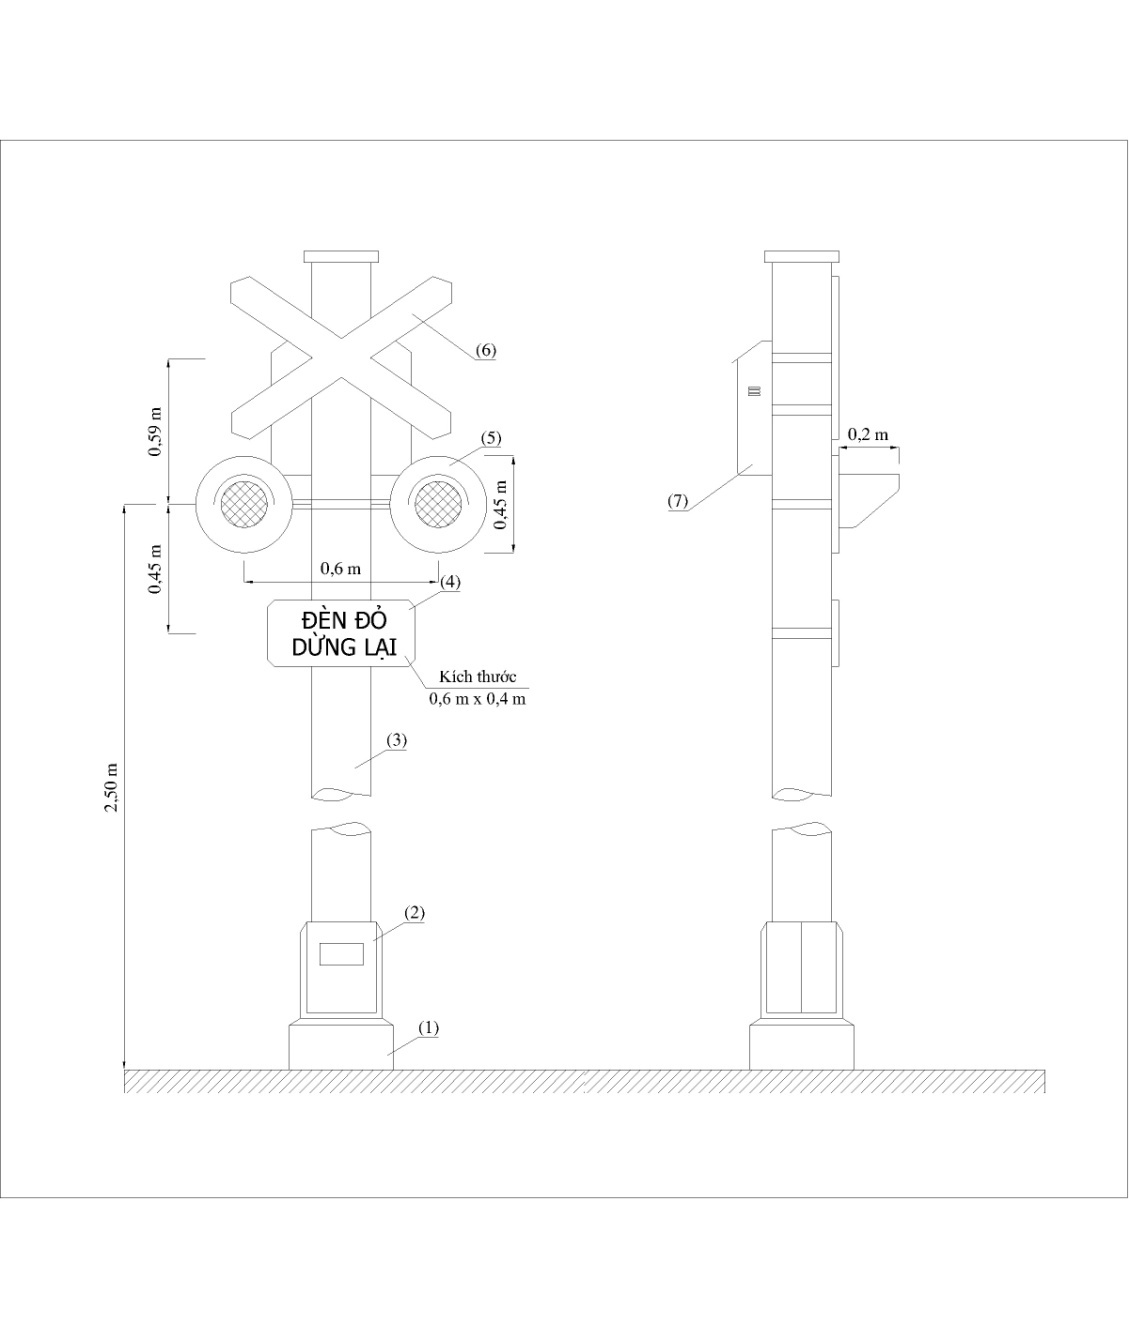 (6)
0,59 m
(5)
0,2 m
(7)
0,45 m
0,45 m
0,6 m
(4)
ĐÈN ĐỎ
DỪNG LẠI
Kích thước
0,6 m x 0,4 m
(3)
2,50 m
(2)
(1)